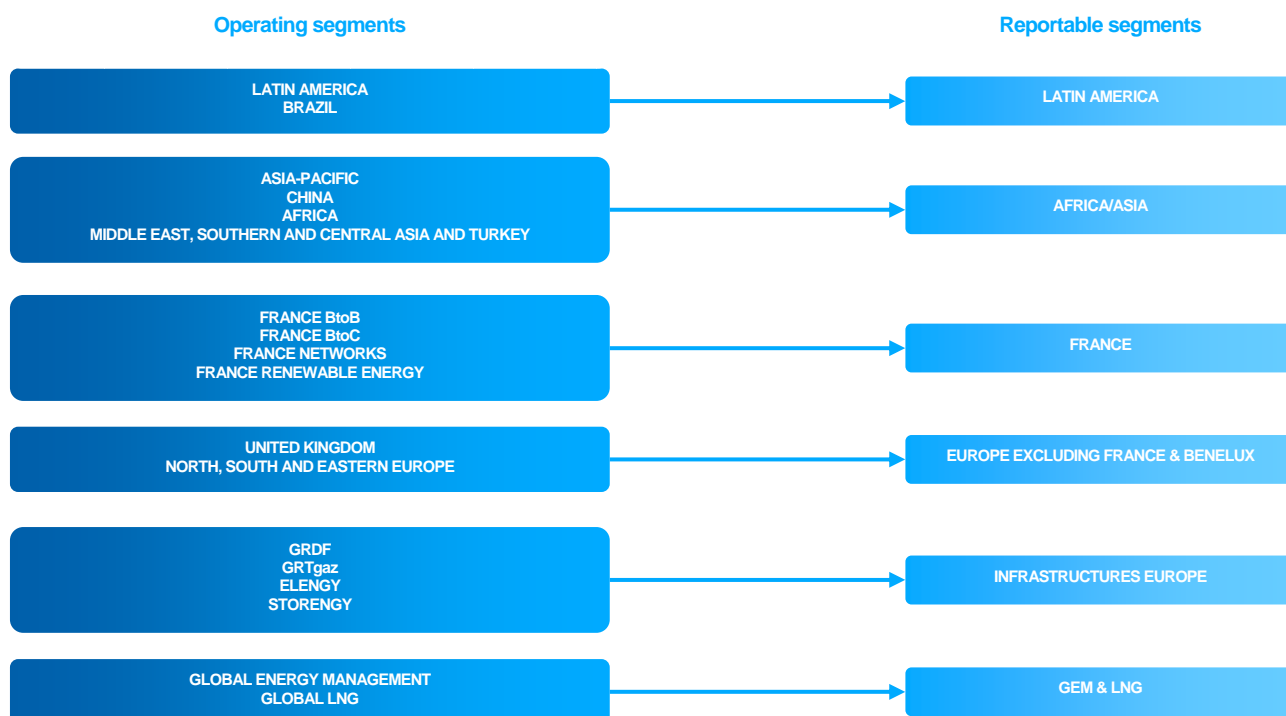 Operating segments
Reportable segments
LATIN AMERICA
BRAZIL
LATIN AMERICA
ASIA-PACIFIC
CHINA
AFRICA
MIDDLE EAST, SOUTHERN AND CENTRAL ASIA AND TURKEY
AFRICA/ASIA
FRANCE BtoB
FRANCE BtoC
FRANCE NETWORKS
FRANCE RENEWABLE ENERGY
FRANCE
UNITED KINGDOM
NORTH, SOUTH AND EASTERN EUROPE
EUROPE EXCLUDING FRANCE & BENELUX
GRDF
GRTgaz
ELENGY
STORENGY
INFRASTRUCTURES EUROPE
GLOBAL ENERGY MANAGEMENT
GLOBAL LNG
GEM & LNG